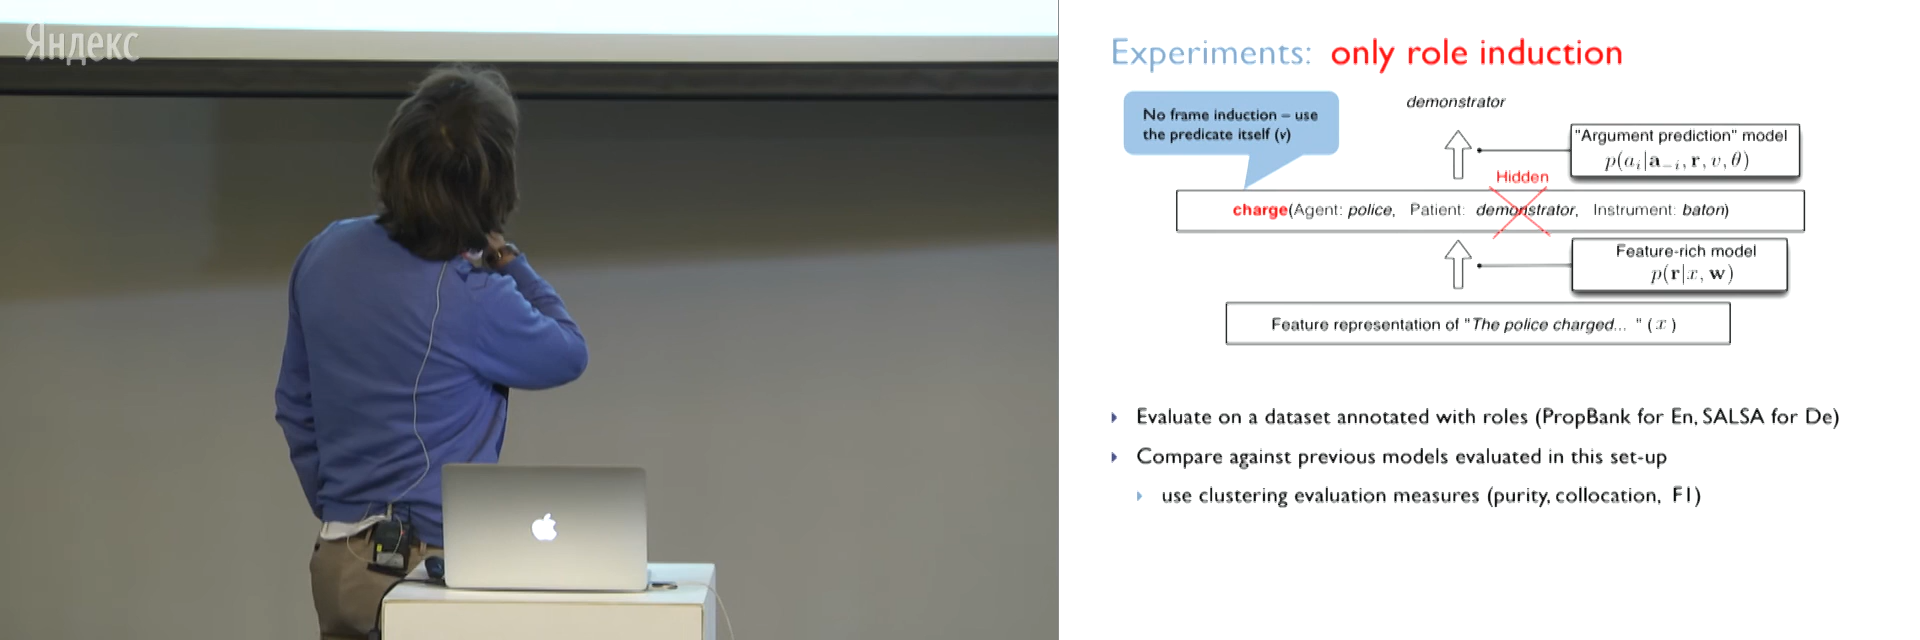 Яндекс
Experiments: only role induction
No frame induction – use
the predicate itself (v)
demonstrator
"Argument prediction" model
p(a_i|a_{−i}, r, v, θ)
Hidden
charge(Agent: police, Patient: demonstrator, Instrument: baton)
Feature-rich model
p(r|x, w)
Feature representation of "The police charged... " ( x )
Evaluate on a dataset annotated with roles (PropBank for En, SALSA for De)
Compare against previous models evaluated in this set-up
use clustering evaluation measures (purity, collocation, F1)